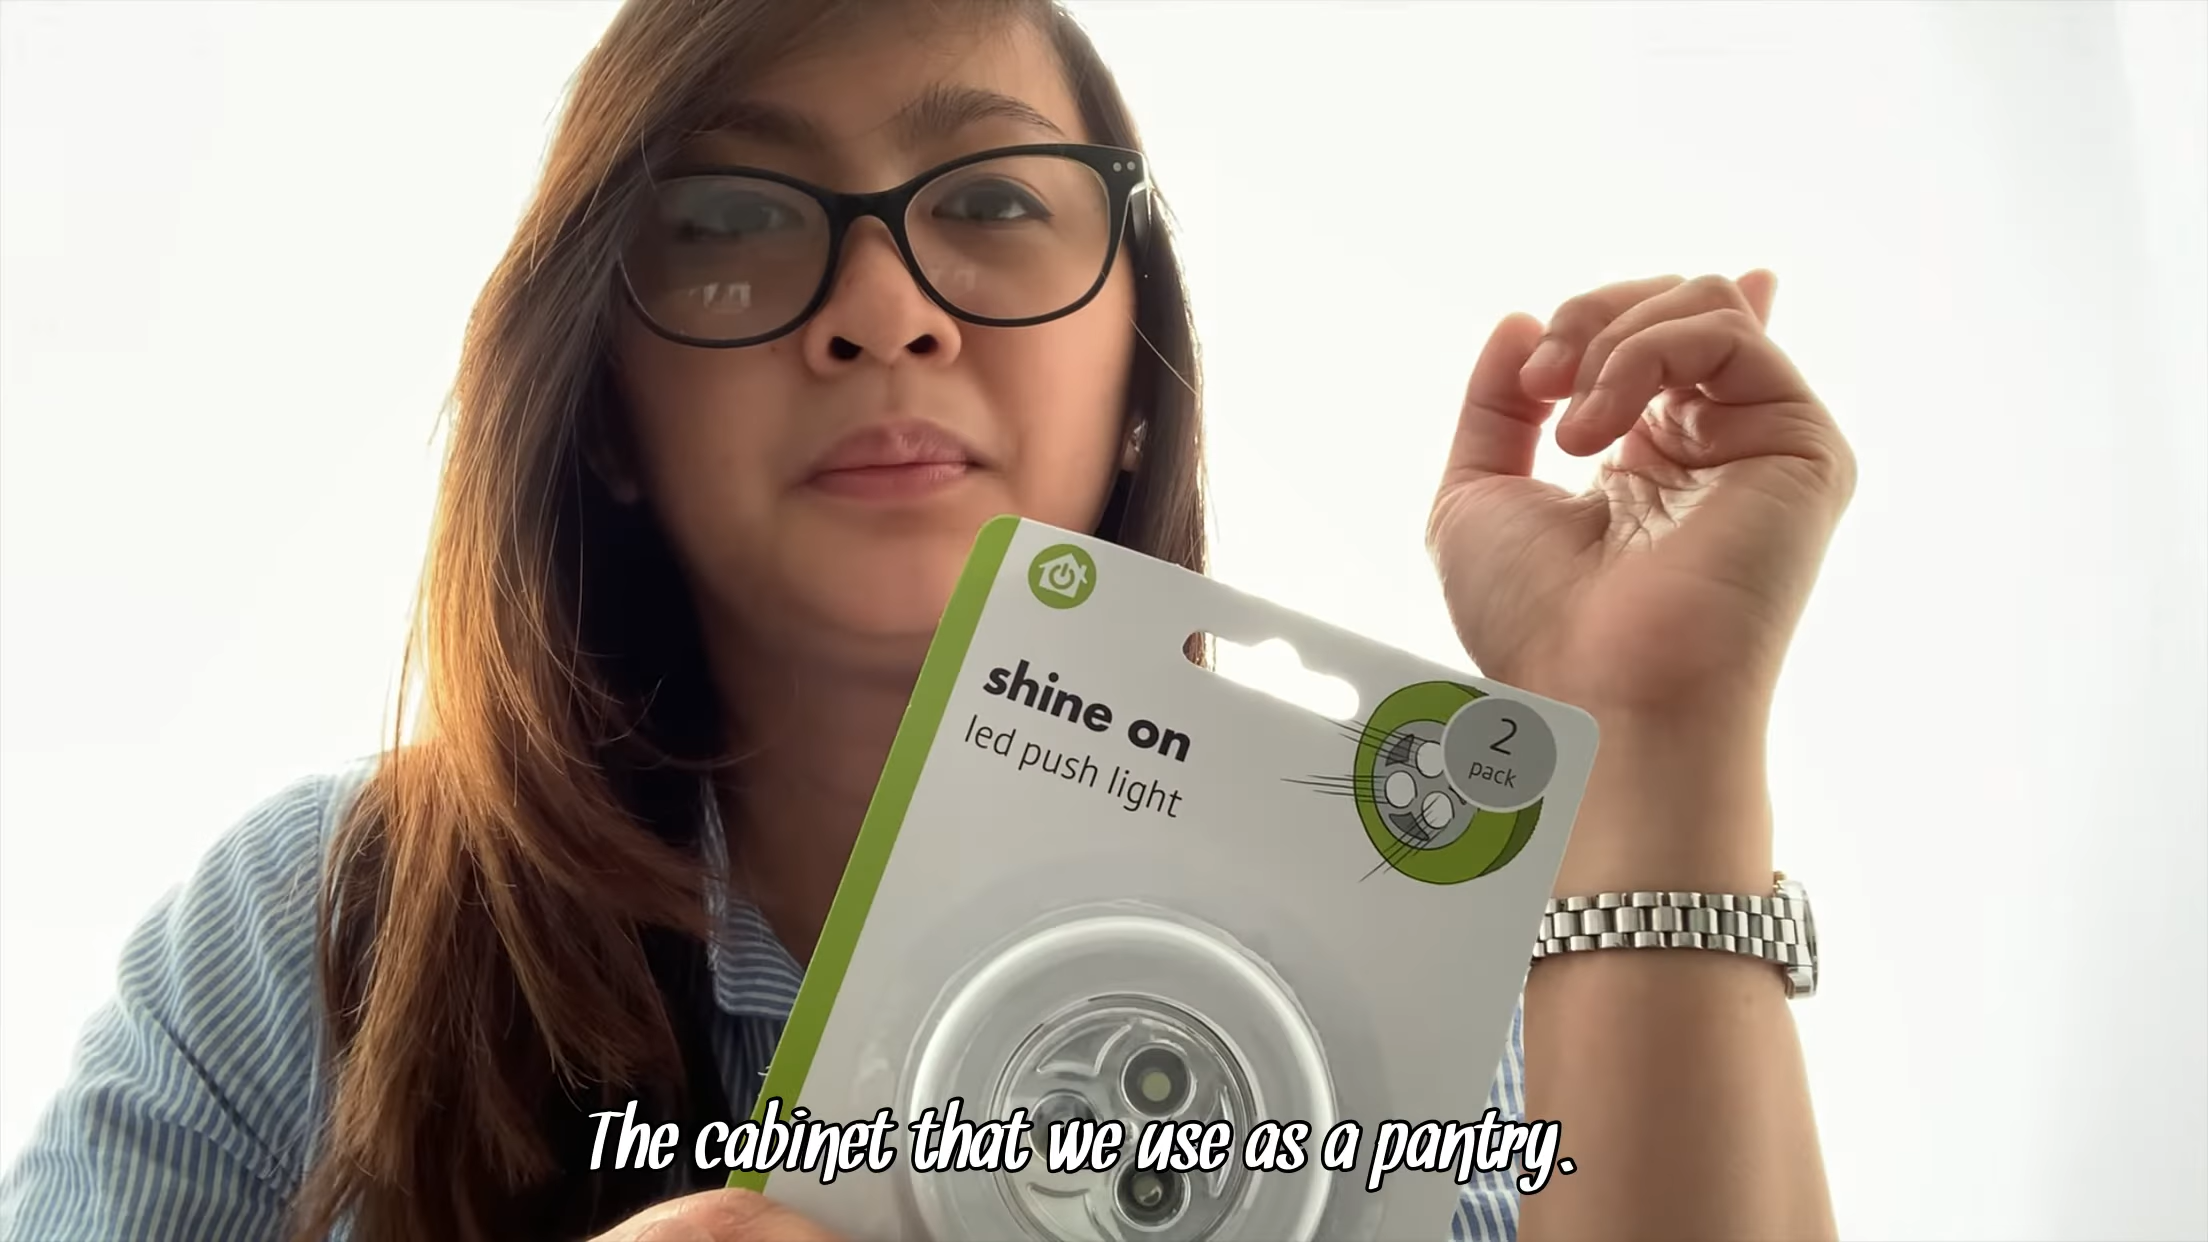 shine on
led push light
2
pack
The cabinet that we use as a pantry.